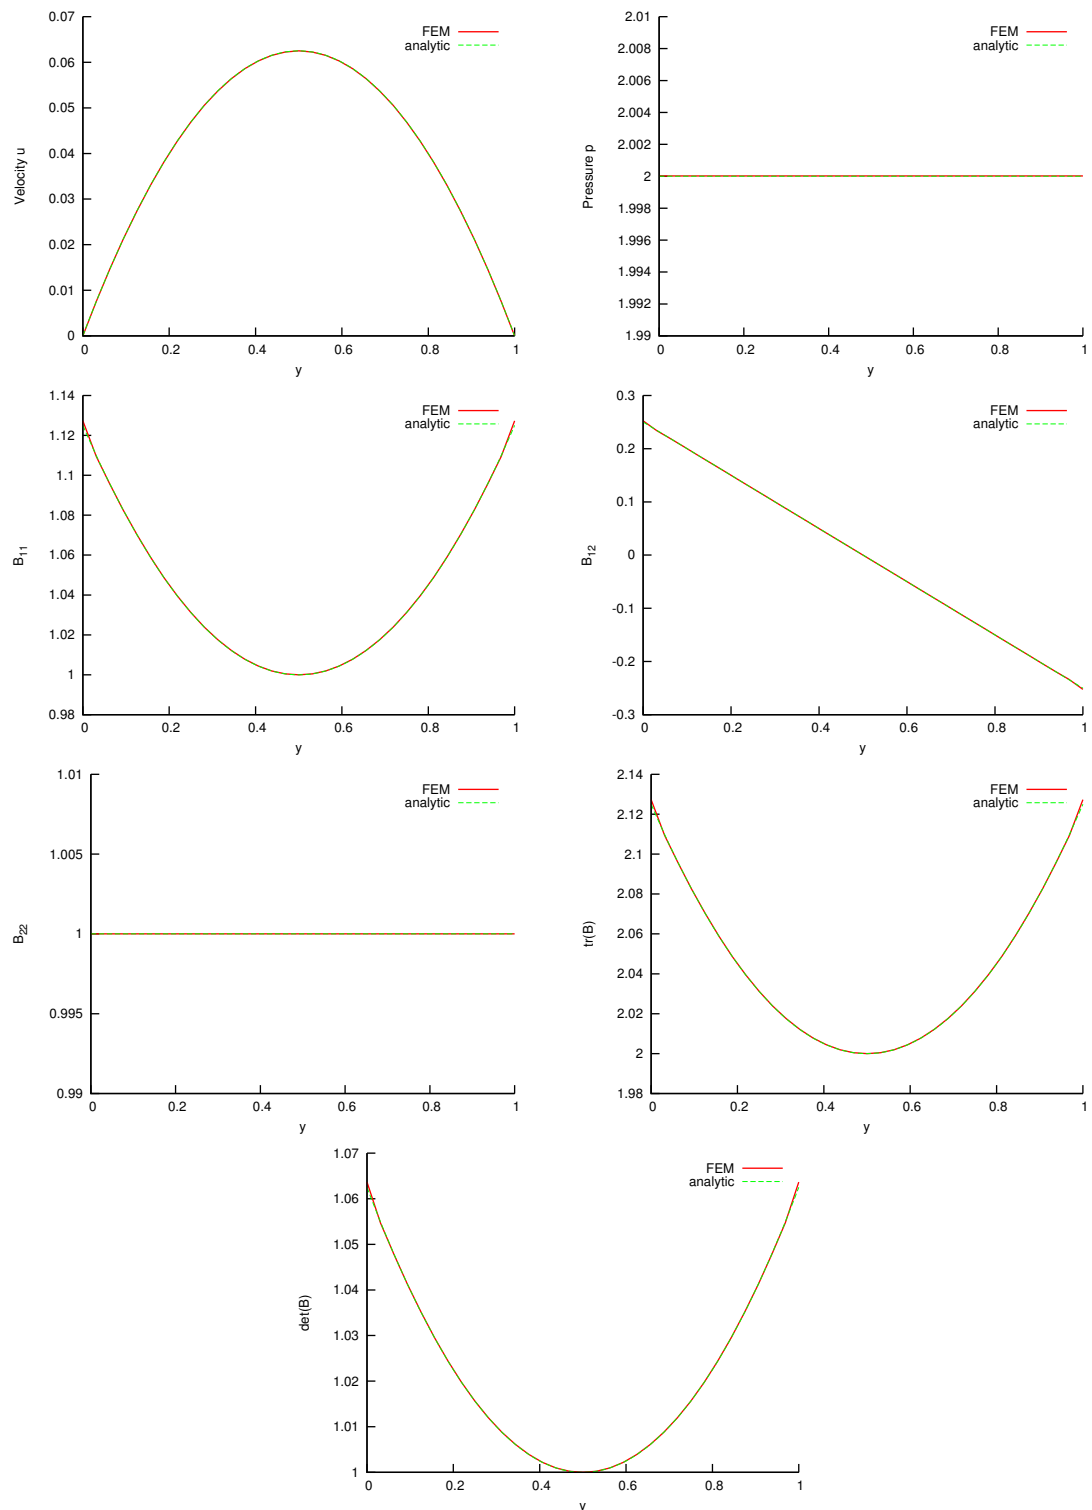 0.07
0.06
0.05
0.04
0.03
0.02
0.01
0
0 0.2 0.4 0.6 0.8 1
Velocity u
y
FEM
analytic
2.01
2.008
2.006
2.004
2.002
2
1.998
1.996
1.994
1.992
1.99
0 0.2 0.4 0.6 0.8 1
Pressure p
y
FEM
analytic
1.14
1.12
1.1
1.08
1.06
1.04
1.02
1
0.98
0 0.2 0.4 0.6 0.8 1
B11
y
FEM
analytic
0.3
0.2
0.1
0
-0.1
-0.2
-0.3
0 0.2 0.4 0.6 0.8 1
B12
y
FEM
analytic
1.01
1.005
1
0.995
0.99
0 0.2 0.4 0.6 0.8 1
B22
y
FEM
analytic
2.14
2.12
2.1
2.08
2.06
2.04
2.02
2
1.98
0 0.2 0.4 0.6 0.8 1
tr(B)
y
FEM
analytic
1.07
1.06
1.05
1.04
1.03
1.02
1.01
1
0 0.2 0.4 0.6 0.8 1
det(B)
y
FEM
analytic